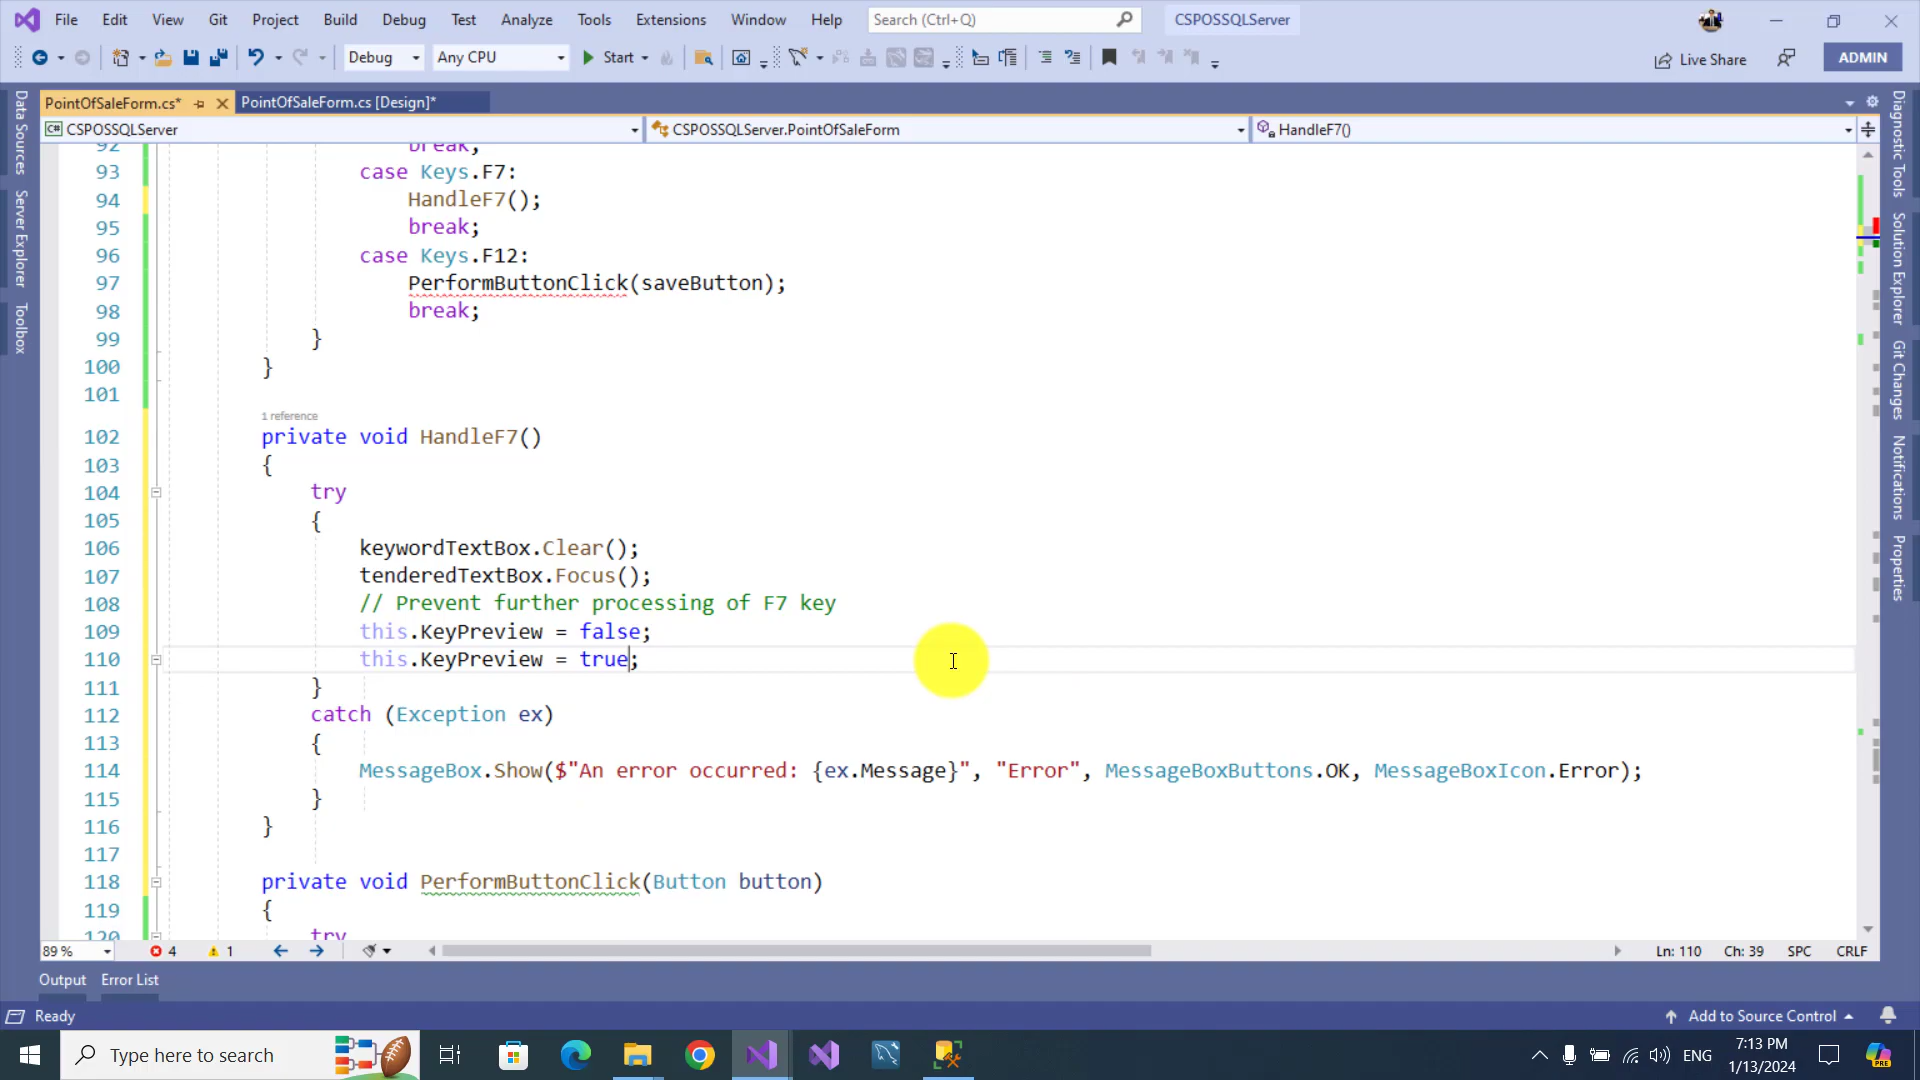 File Edit View Git Project Build Debug Test Analyze Tools Extensions Window Help Search (Ctrl+Q) CSPOSSQLServer
Debug Any CPU Start Live Share ADMIN
PointOfSaleForm.cs* PointOfSaleForm.cs [Design]*
C# CSPOSSQLServer CSPOSSQLServer.PointOfSaleForm HandleF7()
Data Sources
Server Explorer
Toolbox
Diagnostic Tools
Solution Explorer
Git Changes
Notifications
Properties
92 break;
93 case Keys.F7:
94 HandleF7();
95 break;
96 case Keys.F12:
97 PerformButtonClick(saveButton);
98 break;
99 }
100 }
101
1 reference
102 private void HandleF7()
103 {
104 try
105 {
106 keywordTextBox.Clear();
107 tenderedTextBox.Focus();
108 // Prevent further processing of F7 key
109 this.KeyPreview = false;
110 this.KeyPreview = true;
111 }
112 catch (Exception ex)
113 {
114 MessageBox.Show($"An error occurred: {ex.Message}", "Error", MessageBoxButtons.OK, MessageBoxIcon.Error);
115 }
116 }
117
118 private void PerformButtonClick(Button button)
119 {
120 try
89 % 4 1 Ln: 110 Ch: 39 SPC CRLF
Output Error List
Ready Add to Source Control
Type here to search ENG 7:13 PM
1/13/2024
PRE